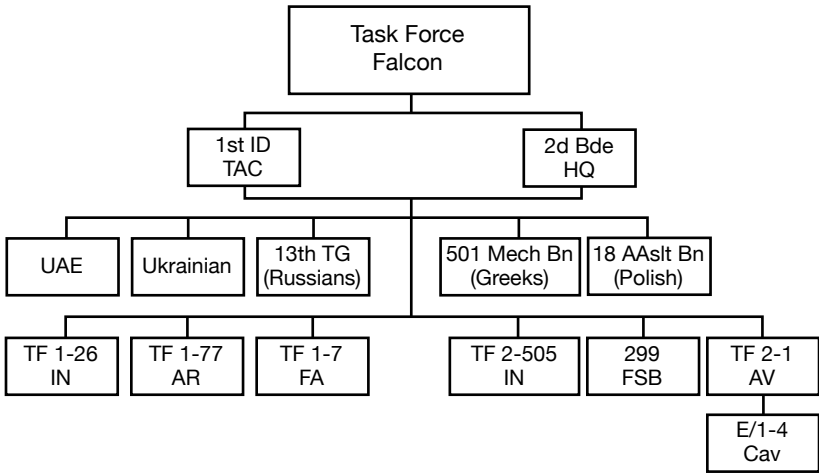 Task Force
Falcon
1st ID
TAC
2d Bde
HQ
UAE
Ukrainian
13th TG
(Russians)
501 Mech Bn
(Greeks)
18 AAslt Bn
(Polish)
TF 1-26
IN
TF 1-77
AR
TF 1-7
FA
TF 2-505
IN
299
FSB
TF 2-1
AV
E/1-4
Cav